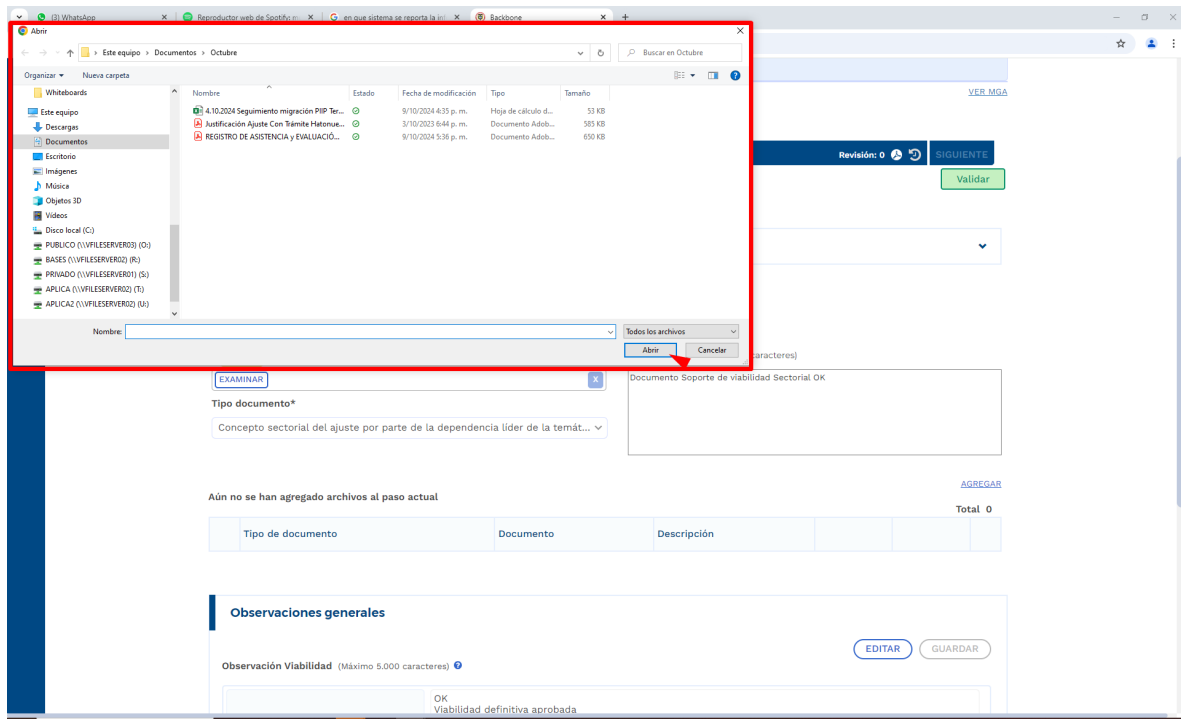 (3) WhatsApp
Reproductor web de Spotify: m
en que sistema se reporta la in
Backbone
Abrir
Este equipo > Documentos > Octubre
Buscar en Octubre
Organizar
Nueva carpeta
Whiteboards
Este equipo
Descargas
Documentos
Escritorio
Imágenes
Música
Objetos 3D
Vídeos
Disco local (C:)
PUBLICO (\\VFILESERVER03) (O:)
BASES (\\VFILESERVER02) (R:)
PRIVADO (\\VFILESERVER01) (S:)
APLICA (\\VFILESERVER02) (T:)
APLICA2 (\\VFILESERVER02) (U:)
Nombre Estado Fecha de modificación Tipo Tamaño
4.10.2024 Seguimiento migración PIIP Ter... 9/10/2024 4:35 p. m. Hoja de cálculo d... 53 KB
Justificación Ajuste Con Trámite Hatonue... 3/10/2023 6:44 p. m. Documento Adob... 585 KB
REGISTRO DE ASISTENCIA y EVALUACIÓ... 9/10/2024 5:36 p. m. Documento Adob... 650 KB
Nombre:
Todos los archivos
Abrir
Cancelar
VER MGA
Revisión: 0
SIGUIENTE
Validar
caracteres)
EXAMINAR
X
Documento Soporte de viabilidad Sectorial OK
Tipo documento*
Concepto sectorial del ajuste por parte de la dependencia líder de la temát...
AGREGAR
Aún no se han agregado archivos al paso actual
Total 0
Tipo de documento Documento Descripción
Observaciones generales
EDITAR
GUARDAR
Observación Viabilidad (Máximo 5.000 caracteres)
OK
Viabilidad definitiva aprobada